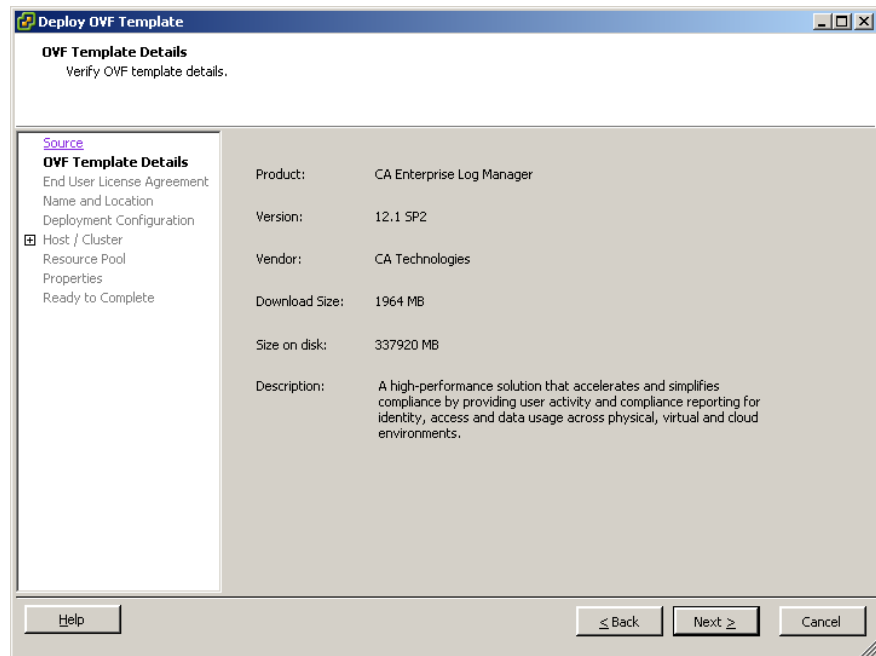 Deploy OVF Template
OVF Template Details
Verify OVF template details.
Source
OVF Template Details
End User License Agreement
Name and Location
Deployment Configuration
Host / Cluster
Resource Pool
Properties
Ready to Complete
Product: CA Enterprise Log Manager
Version: 12.1 SP2
Vendor: CA Technologies
Download Size: 1964 MB
Size on disk: 337920 MB
Description: A high-performance solution that accelerates and simplifies
compliance by providing user activity and compliance reporting for
identity, access and data usage across physical, virtual and cloud
environments.
Help
< Back
Next >
Cancel